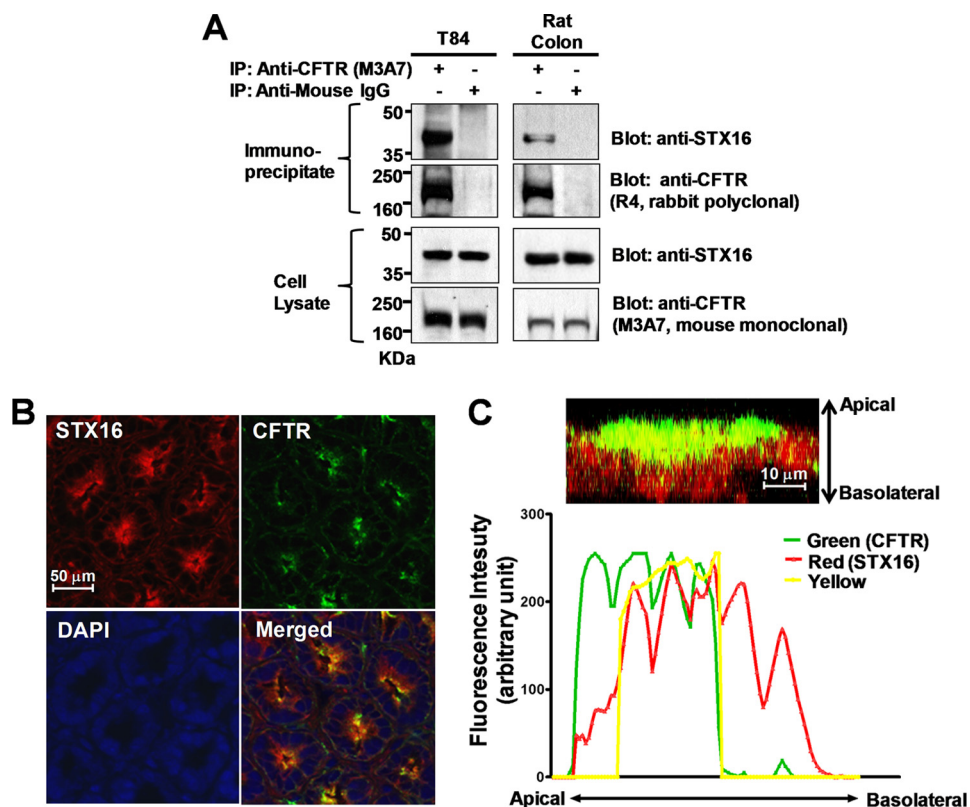 A
T84
Rat
Colon
IP: Anti-CFTR (M3A7) + - + -
IP: Anti-Mouse IgG - + - +
Immuno-
precipitate
50
35
Blot: anti-STX16
250
160
Blot: anti-CFTR
(R4, rabbit polyclonal)
Cell
Lysate
50
35
Blot: anti-STX16
250
160
Blot: anti-CFTR
(M3A7, mouse monoclonal)
KDa
B
STX16
CFTR
50 µm
DAPI
Merged
C
Apical
10 µm
Basolateral
Fluorescence Intesuty
(arbitrary unit)
300
200
100
0
Green (CFTR)
Red (STX16)
Yellow
Apical
Basolateral